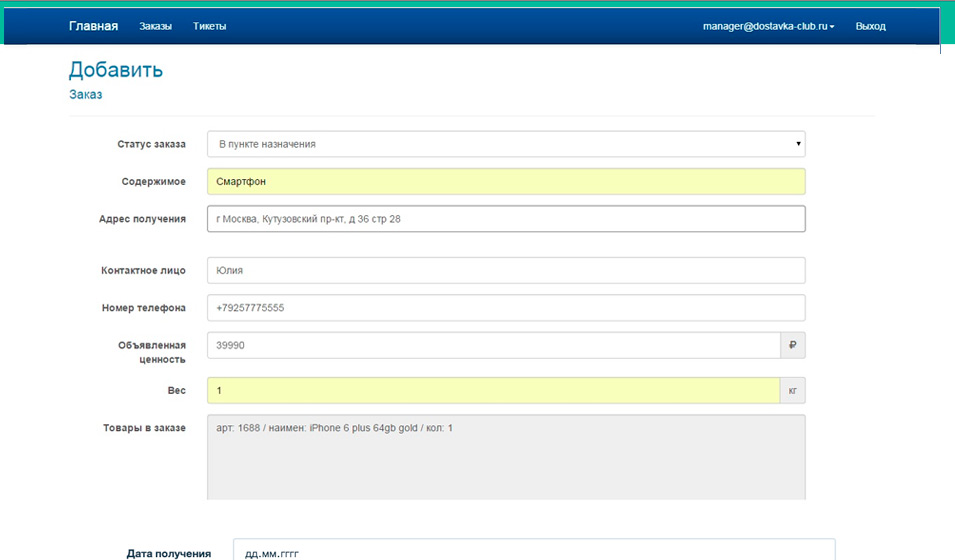 Главная Заказы Тикеты manager@dostavka-club.ru Выход
Добавить
Заказ
Статус заказа В пункте назначения
Содержимое Смартфон
Адрес получения г Москва, Кутузовский пр-кт, д 36 стр 28
Контактное лицо Юлия
Номер телефона +79257775555
Объявленная ценность 39990 ₽
Вес 1 кг
Товары в заказе арт: 1688 / наимен: iPhone 6 plus 64gb gold / кол: 1
Дата получения дд.мм.гггг